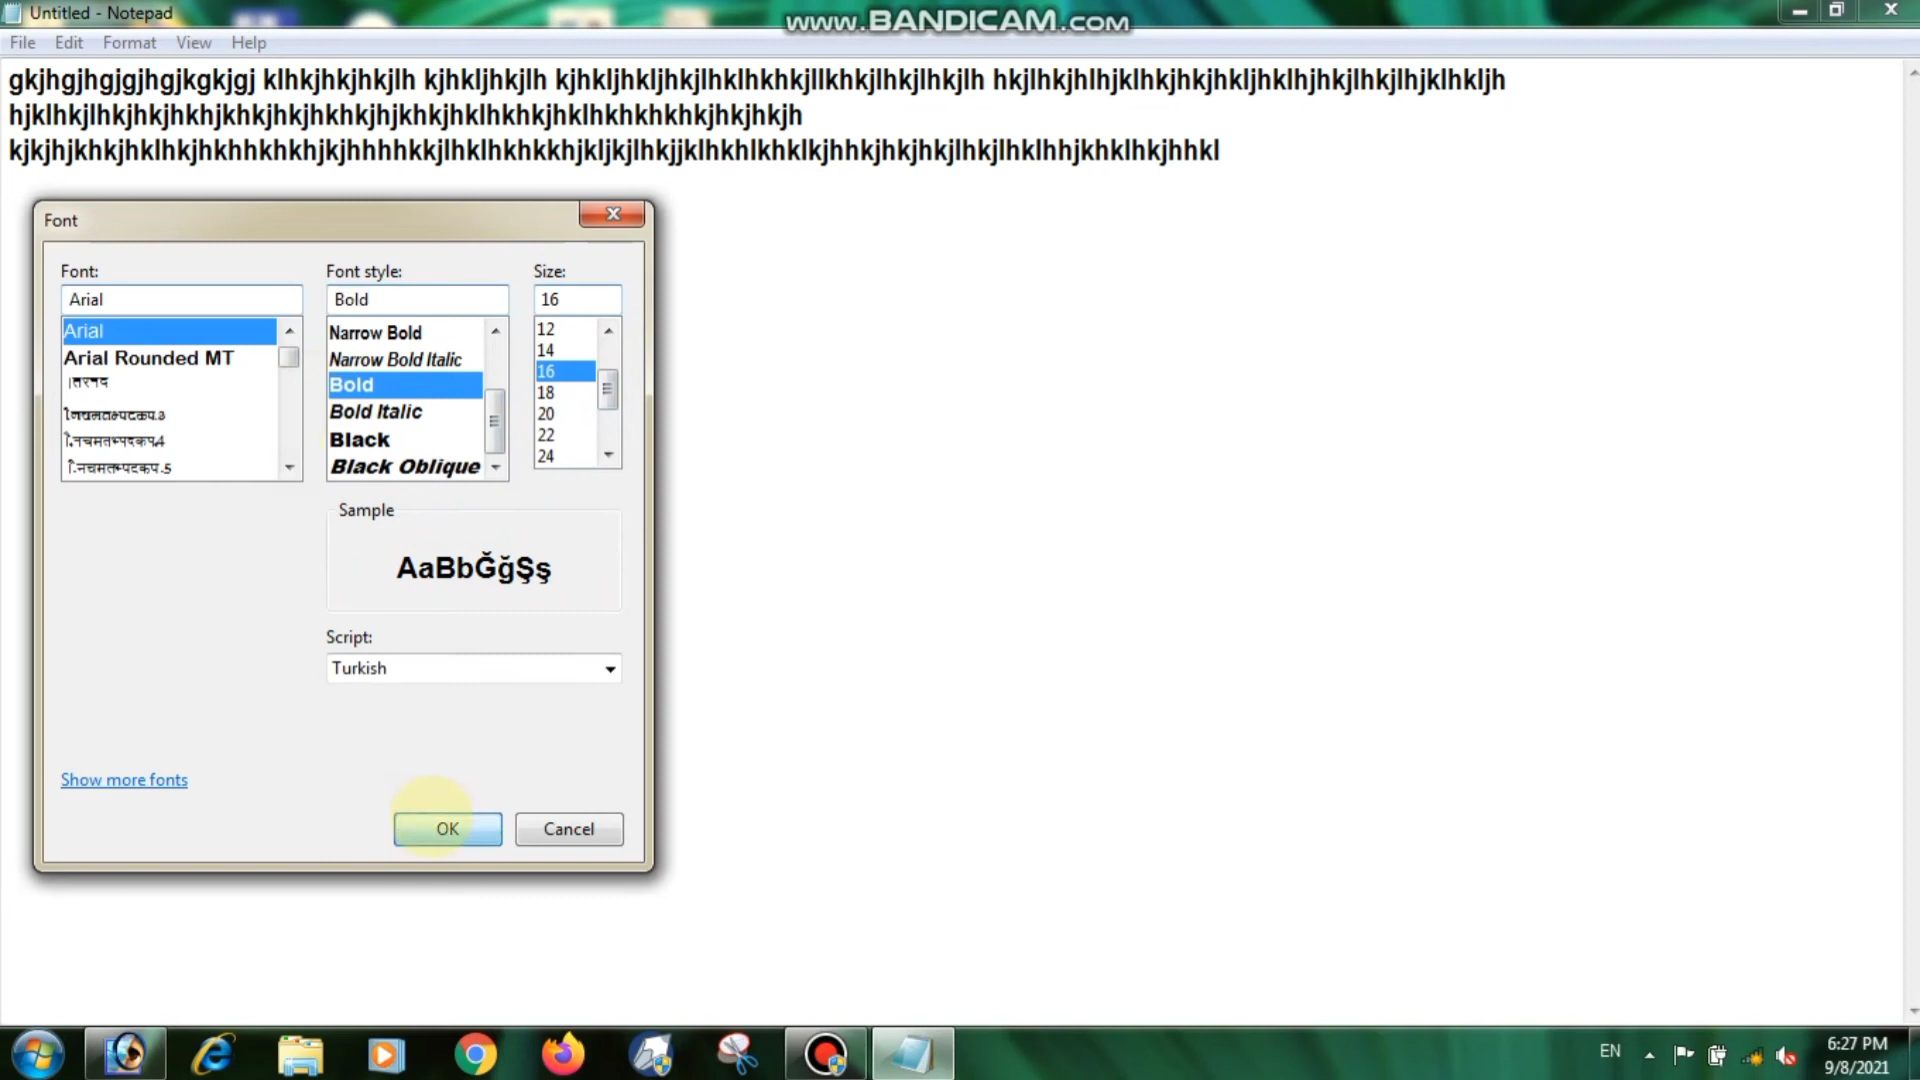 Untitled - Notepad
www.BANDICAM.com
File Edit Format View Help
gkjhgjhgjgjhgjkgkjgj klhkjhkjhkjlh kjhkljhkjlh kjhkljhkljhkjlhklhkhkjllkhkjlhkjlhkjlh hkjlhkjhlhjklhkjhkjhkljhklhjhkjlhkjlhjklhkljh
hjklhkjlhkjhkjhkhjkhkjhkjhkhkjhjkhkjhklhkhkjhklhkhkhkhkjhkjhkjh
kjkjhjkhkjhklhkjhkhhkhkhjkjhhhhkkjlhklhkhkkhjkljkjlhkjjklhkhlkhklkjhhkjhkjhkjlhkjlhklhhjkhklhkjhhkl
Font
Font: Font style: Size:
Arial Bold 16
Arial
Arial Rounded MT
Narrow Bold
Narrow Bold Italic
Bold
Bold Italic
Black
Black Oblique
12
14
16
18
20
22
24
Sample
AaBbĞğŞş
Script:
Turkish
Show more fonts
OK Cancel
EN
6:27 PM
9/8/2021